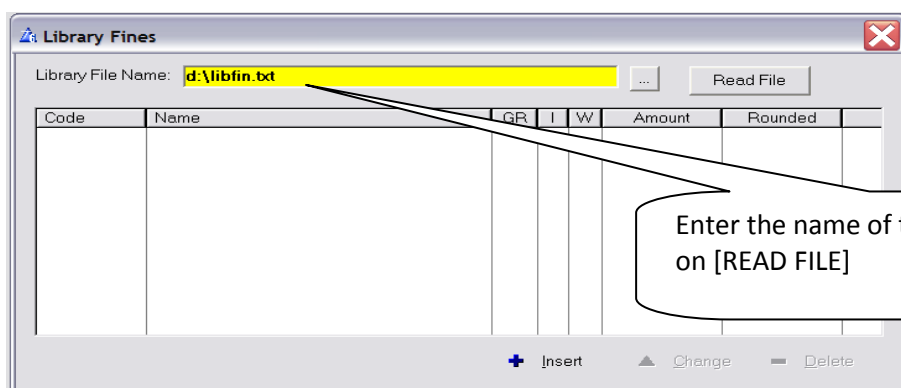 Library Fines
Library File Name: d:\libfin.txt ... Read File
Code Name GR I W Amount Rounded
Enter the name of
on [READ FILE]
Insert Change Delete